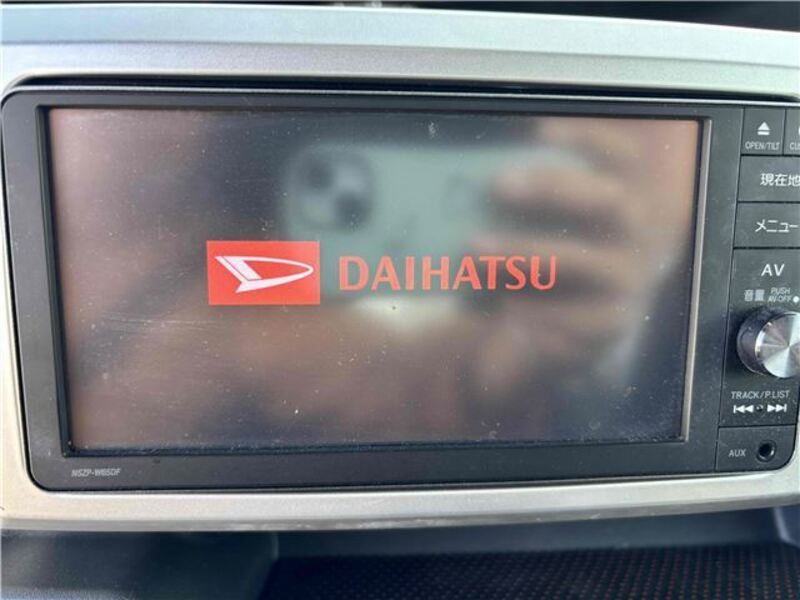 DAIHATSU
NSZP-W65DF
OPEN/TILT
現在地
メニュー
AV
音量
PUSH
AV-OFF
TRACK/P.LIST
AUX